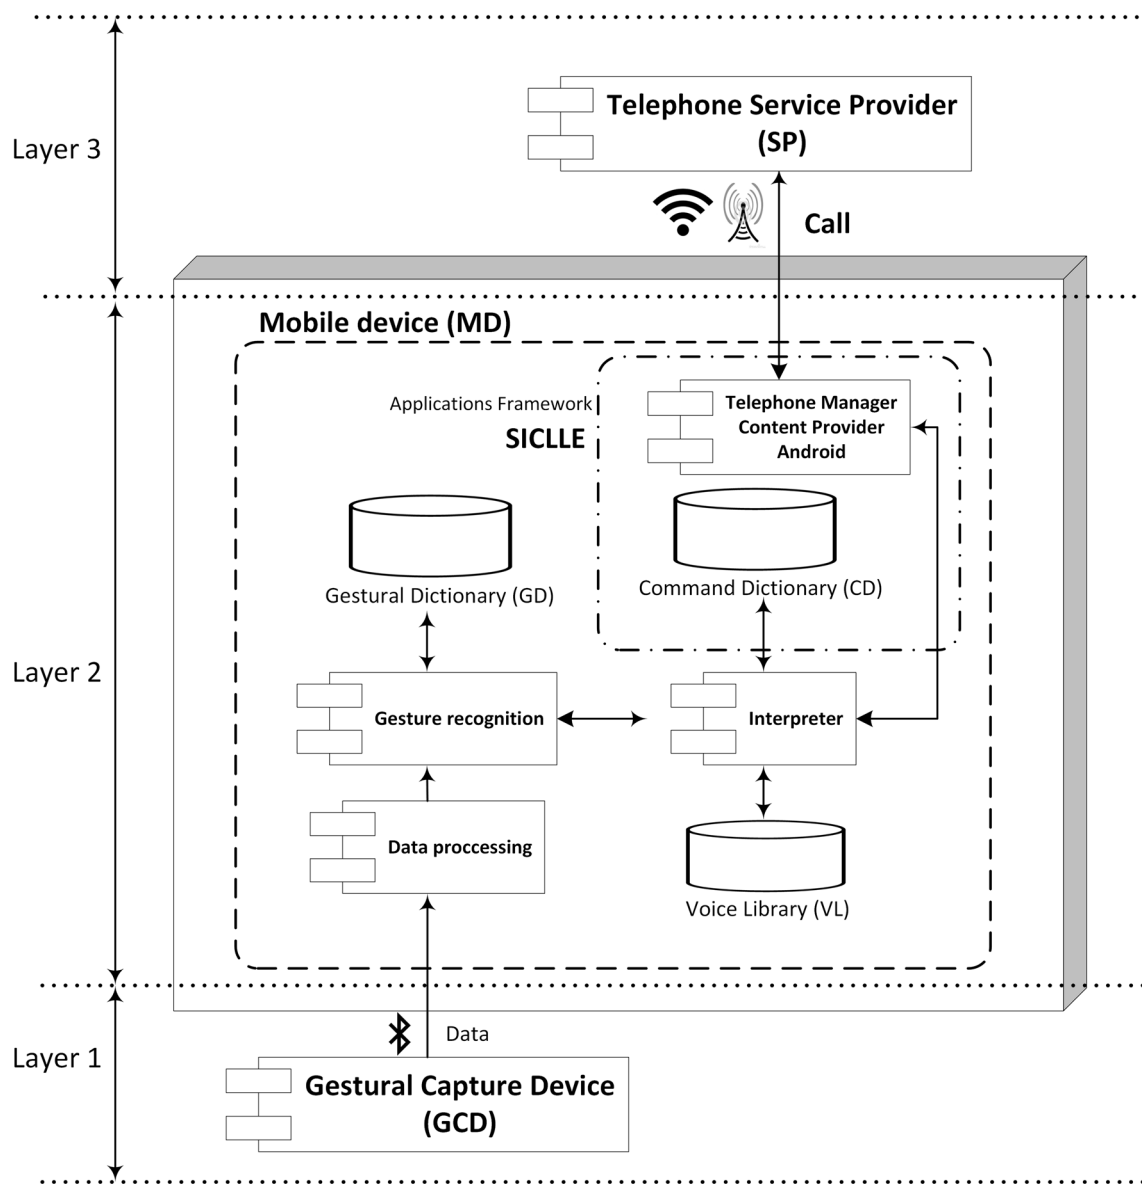 Telephone Service Provider
(SP)
Layer 3
Call
Mobile device (MD)
Applications Framework
SICLLE
Telephone Manager
Content Provider
Android
Gestural Dictionary (GD)
Command Dictionary (CD)
Layer 2
Gesture recognition
Interpreter
Data proccessing
Voice Library (VL)
Data
Layer 1
Gestural Capture Device
(GCD)